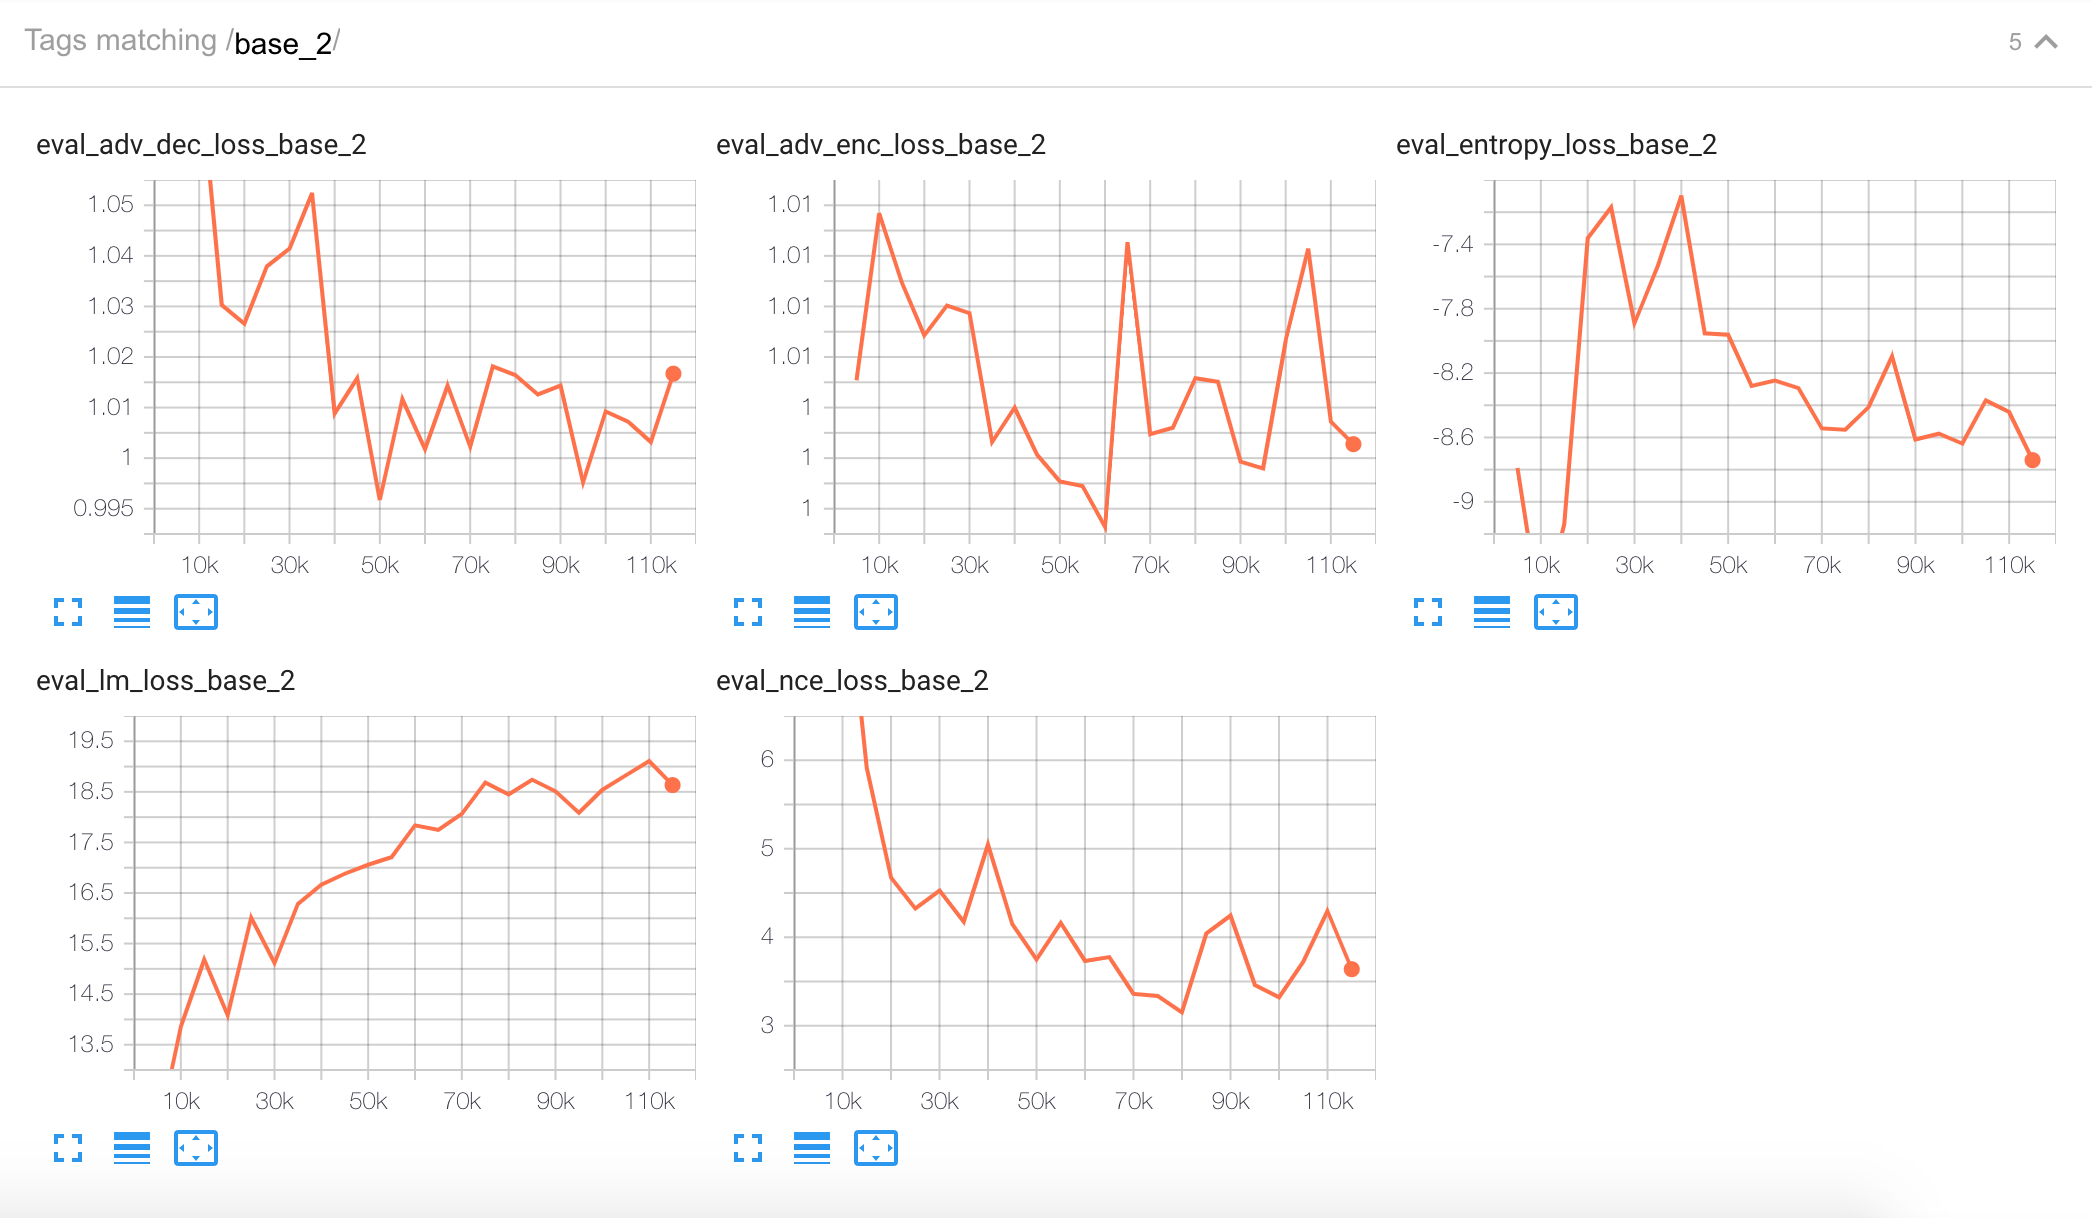 Tags matching /base_2/
5
eval_adv_dec_loss_base_2
1.05
1.04
1.03
1.02
1.01
1
0.995
10k 30k 50k 70k 90k 110k
eval_adv_enc_loss_base_2
1.01
1.01
1.01
1.01
1
1
1
10k 30k 50k 70k 90k 110k
eval_entropy_loss_base_2
-7.4
-7.8
-8.2
-8.6
-9
10k 30k 50k 70k 90k 110k
eval_lm_loss_base_2
19.5
18.5
17.5
16.5
15.5
14.5
13.5
10k 30k 50k 70k 90k 110k
eval_nce_loss_base_2
6
5
4
3
10k 30k 50k 70k 90k 110k